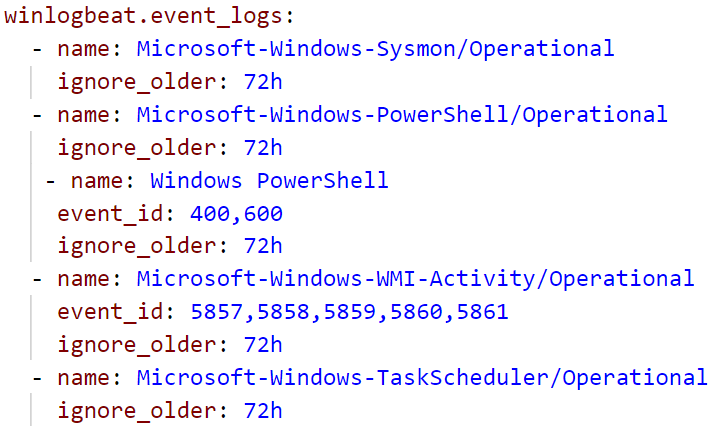 winlogbeat.event_logs:
  - name: Microsoft-Windows-Sysmon/Operational
    ignore_older: 72h
  - name: Microsoft-Windows-PowerShell/Operational
    ignore_older: 72h
   - name: Windows PowerShell
    event_id: 400,600
    ignore_older: 72h
  - name: Microsoft-Windows-WMI-Activity/Operational
    event_id: 5857,5858,5859,5860,5861
    ignore_older: 72h
  - name: Microsoft-Windows-TaskScheduler/Operational
    ignore_older: 72h